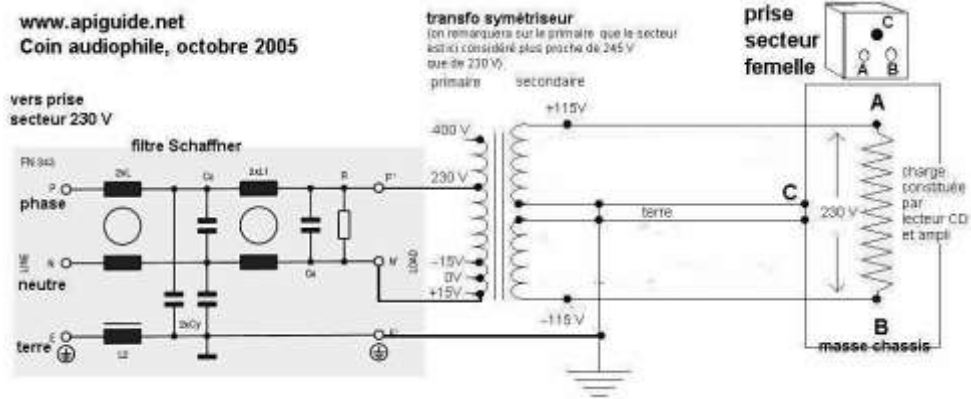 www.apiguide.net
Coin audiophile, octobre 2005
transfo symétriseur
(on remarquera sur le primaire que le secteur
est ici considéré plus proche de 245 V
que de 230 V)
primaire
secondaire
prise
secteur
femelle
C
A B
vers prise
secteur 230 V
filtre Schaffner
FN 343
P
phase
2xL
Cx
2xL1
R
P'
LINE
N
neutre
Cx
N'
LOAD
2xCy
E
terre
L2
E'
400 V
230 V
-15V
0V
+15V
+115V
terre
-115 V
A
C
230 V
charge
constituée
par
lecteur CD
et ampli
B
masse chassis